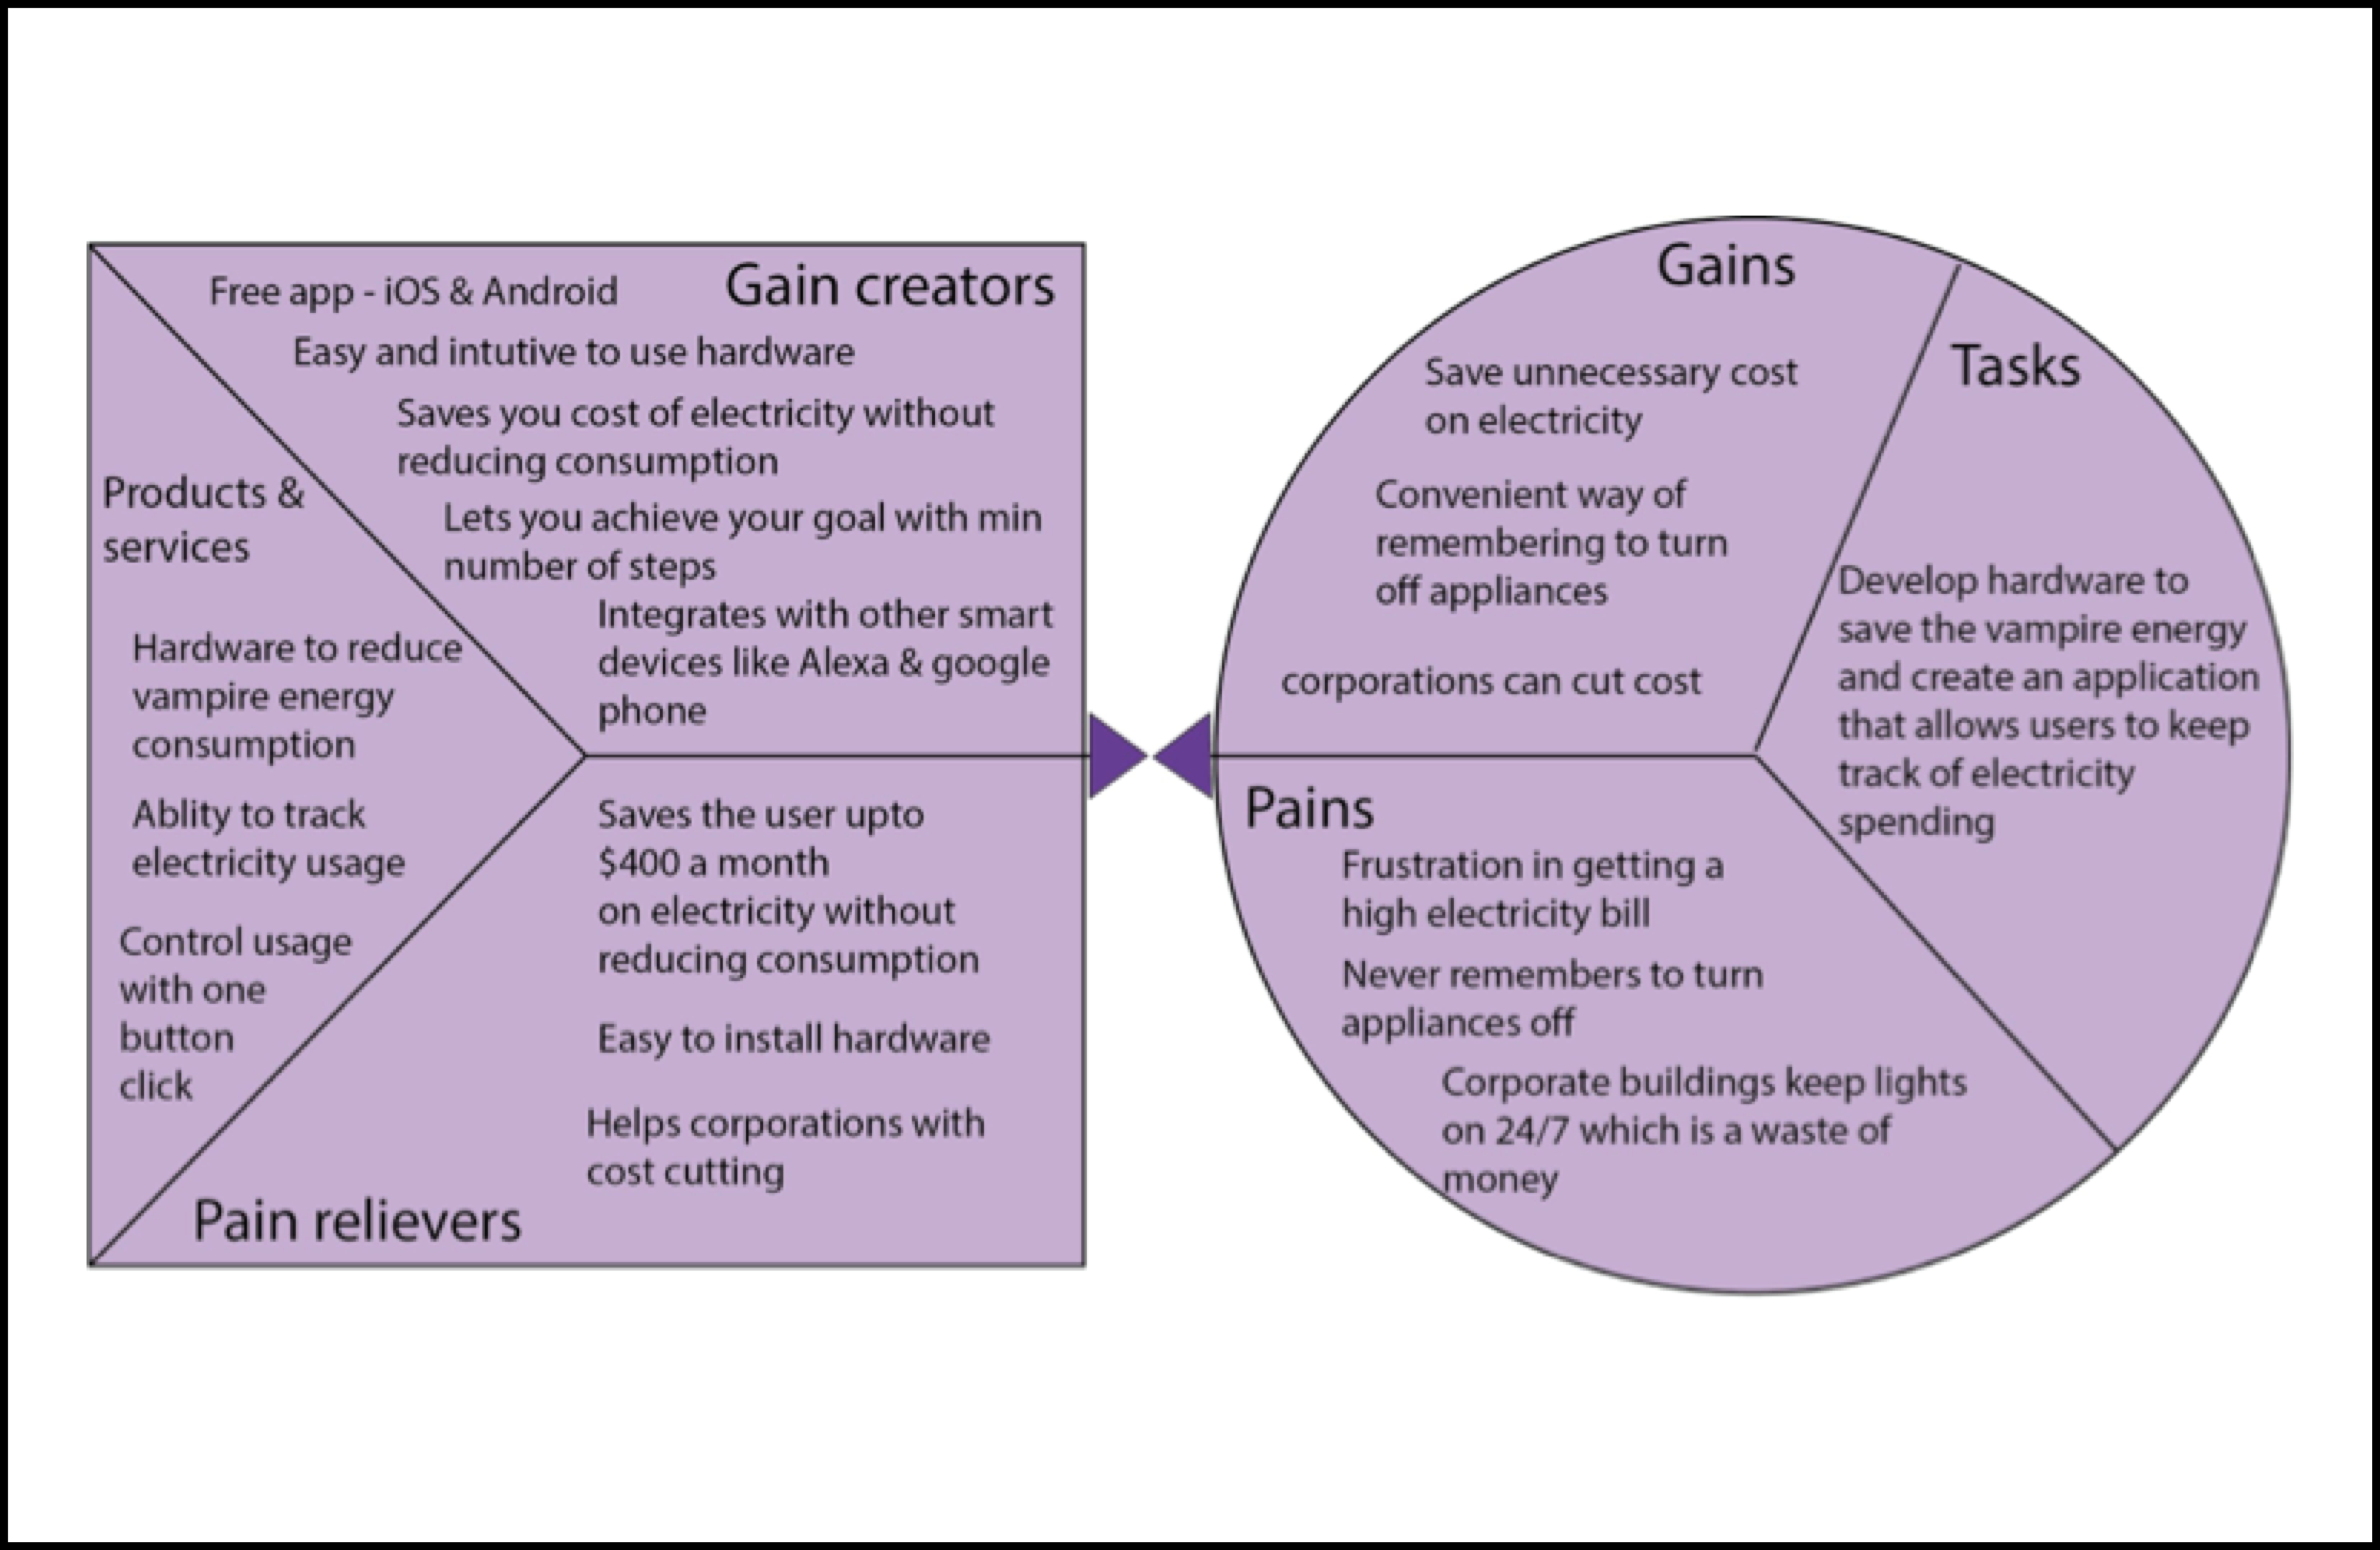 Free app - iOS & Android
Gain creators
Easy and intutive to use hardware
Saves you cost of electricity without
reducing consumption
Lets you achieve your goal with min
number of steps
Integrates with other smart
devices like Alexa & google
phone
Products &
services
Hardware to reduce
vampire energy
consumption
Ablity to track
electricity usage
Control usage
with one
button
click
Saves the user upto
$400 a month
on electricity without
reducing consumption
Easy to install hardware
Helps corporations with
cost cutting
Pain relievers
Gains
Save unnecessary cost
on electricity
Convenient way of
remembering to turn
off appliances
corporations can cut cost
Tasks
Develop hardware to
save the vampire energy
and create an application
that allows users to keep
track of electricity
spending
Pains
Frustration in getting a
high electricity bill
Never remembers to turn
appliances off
Corporate buildings keep lights
on 24/7 which is a waste of
money